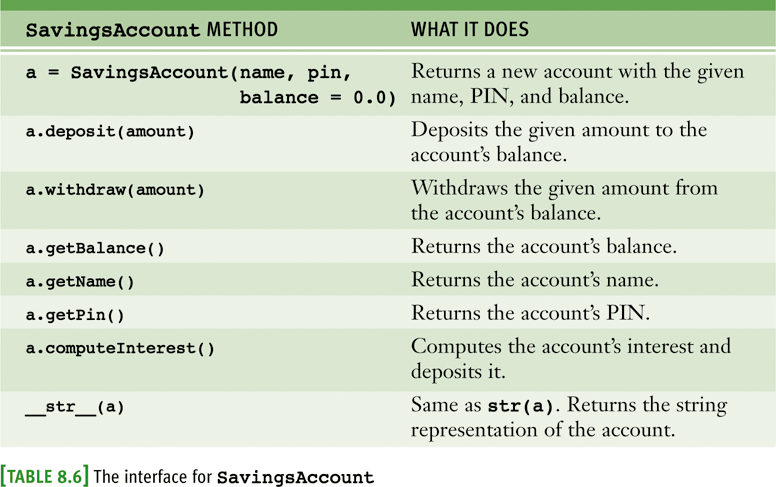 SavingsAccount METHOD WHAT IT DOES
a = SavingsAccount(name, pin, Returns a new account with the given
balance = 0.0) name, PIN, and balance.
a.deposit(amount) Deposits the given amount to the
account’s balance.
a.withdraw(amount) Withdraws the given amount from
the account’s balance.
a.getBalance() Returns the account’s balance.
a.getName() Returns the account’s name.
a.getPin() Returns the account’s PIN.
a.computeInterest() Computes the account’s interest and
deposits it.
__str__(a) Same as str(a). Returns the string
representation of the account.
[TABLE 8.6] The interface for SavingsAccount